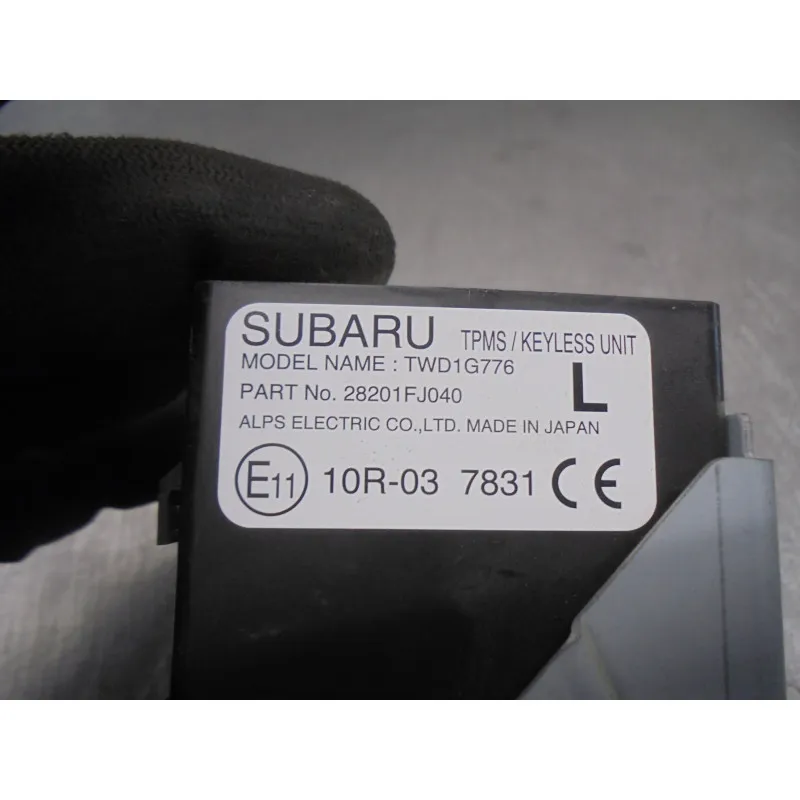 SUBARU TPMS / KEYLESS UNIT
MODEL NAME : TWD1G776
PART No. 28201FJ040 L
ALPS ELECTRIC CO.,LTD. MADE IN JAPAN
E11 10R-03 7831 CE